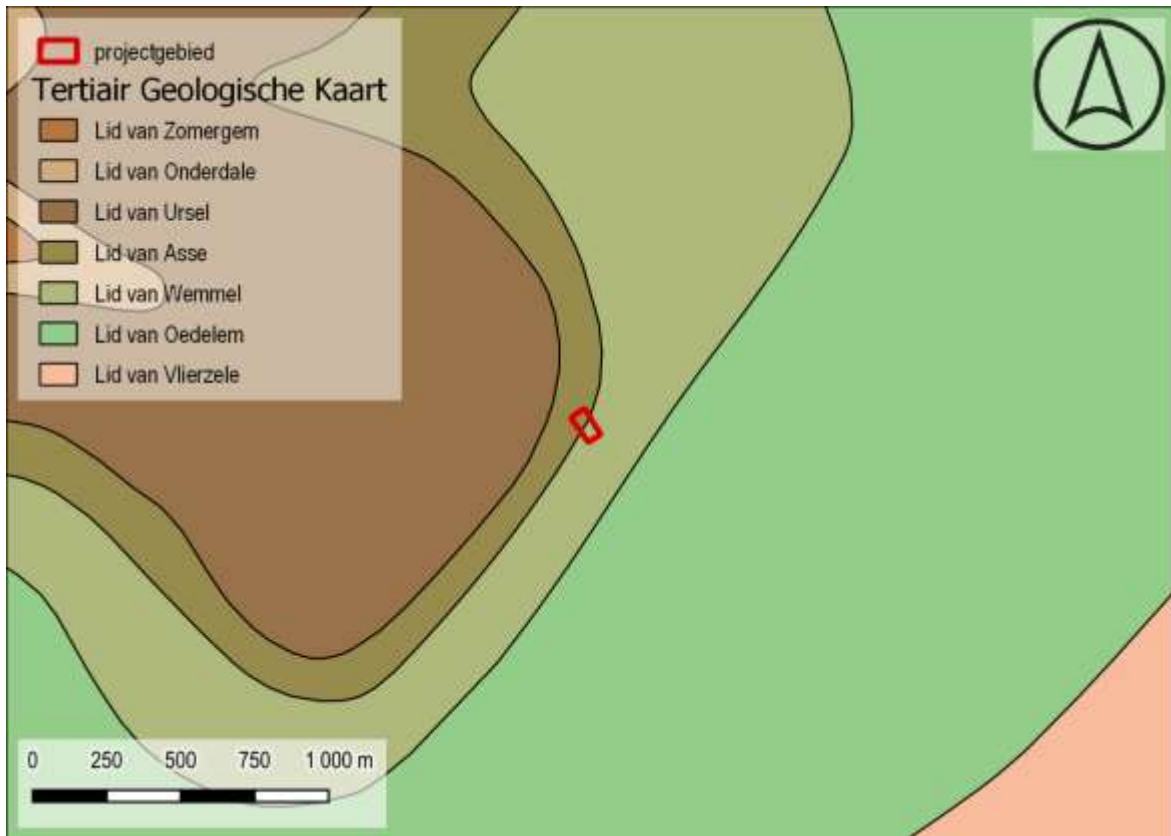 projectgebied
Tertiair Geologische Kaart
Lid van Zomergem
Lid van Onderdale
Lid van Ursel
Lid van Asse
Lid van Wemmel
Lid van Oedelem
Lid van Vlierzele
0 250 500 750 1 000 m